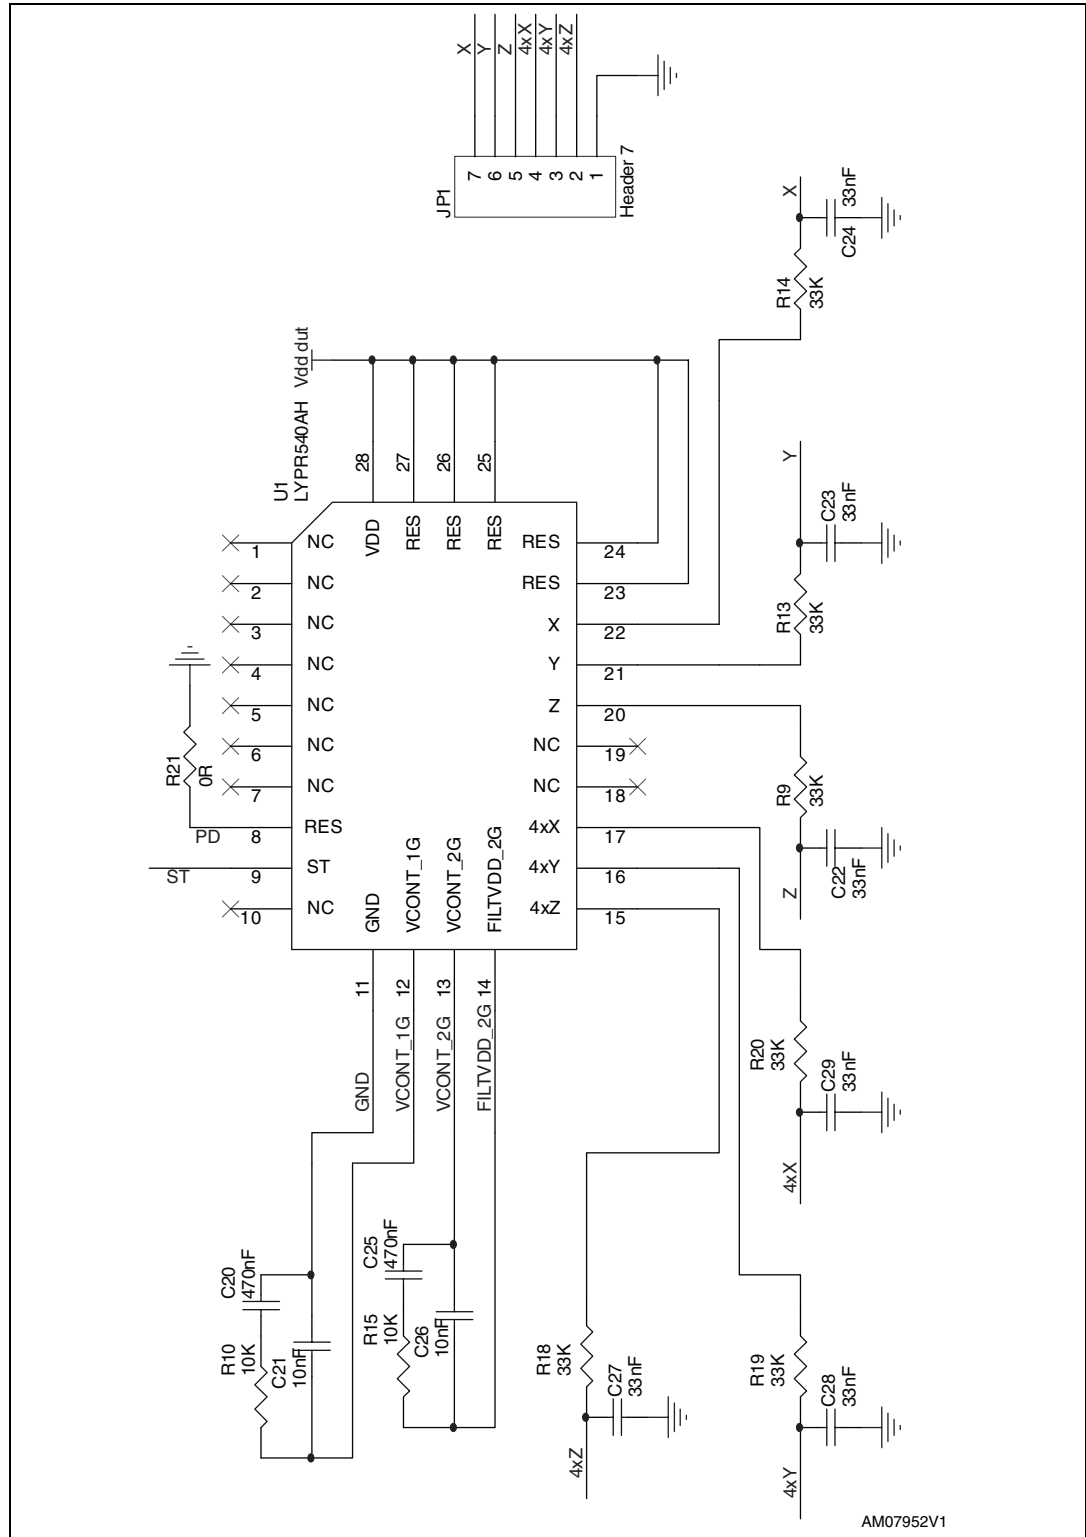 X
Y
Z
4xX
4xY
4xZ
7
6
5
4
3
2
1
JP1
Header 7
X
33nF
C24
R14
33K
Vdd dut
U1
LYPR540AH
28
27
26
25
Y
C23
33nF
R13
33K
1
NC
VDD
RES
RES
RES
RES
24
2
NC
RES
23
3
NC
X
22
4
NC
Y
21
5
NC
Z
20
6
NC
NC
19
7
NC
NC
18
R21
0R
PD
8
RES
4xX
17
ST
9
ST
4xY
16
10
NC
GND
VCONT_1G
VCONT_2G
FILTVDD_2G
4xZ
15
R9
33K
C22
33nF
Z
11
12
13
14
GND
VCONT_1G
VCONT_2G
FILTVDD_2G
R20
33K
C29
33nF
4xX
C20
470nF
R10
10K
C21
10nF
C25
470nF
R15
10K
C26
10nF
R18
33K
C27
33nF
4xZ
R19
33K
C28
33nF
4xY
AM07952V1